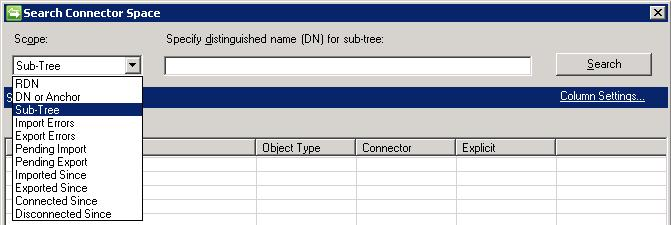 Search Connector Space
Scope:
Specify distinguished name (DN) for sub-tree:
Sub-Tree
Search
RDN
DN or Anchor
Sub-Tree
Import Errors
Export Errors
Pending Import
Pending Export
Imported Since
Exported Since
Connected Since
Disconnected Since
Column Settings...
Object Type
Connector
Explicit